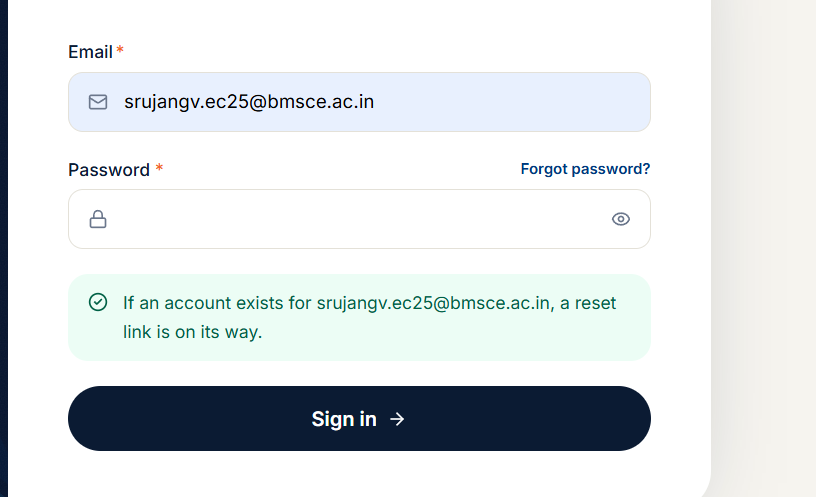 Email *
srujangv.ec25@bmsce.ac.in
Password * Forgot password?
If an account exists for srujangv.ec25@bmsce.ac.in, a reset
link is on its way.
Sign in →